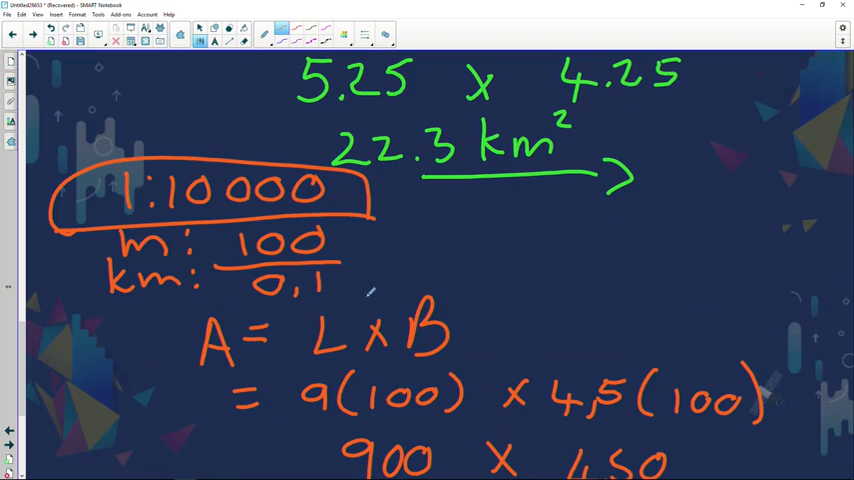 Untitled26653 * (Recovered) - SMART Notebook
File Edit View Insert Format Tools Add-ons Account Help
5.25 x 4.25
22.3 km²
1:10000
m: 100
km: 0,1
A = L x B
= 9(100) x 4,5(100)
900 x 450